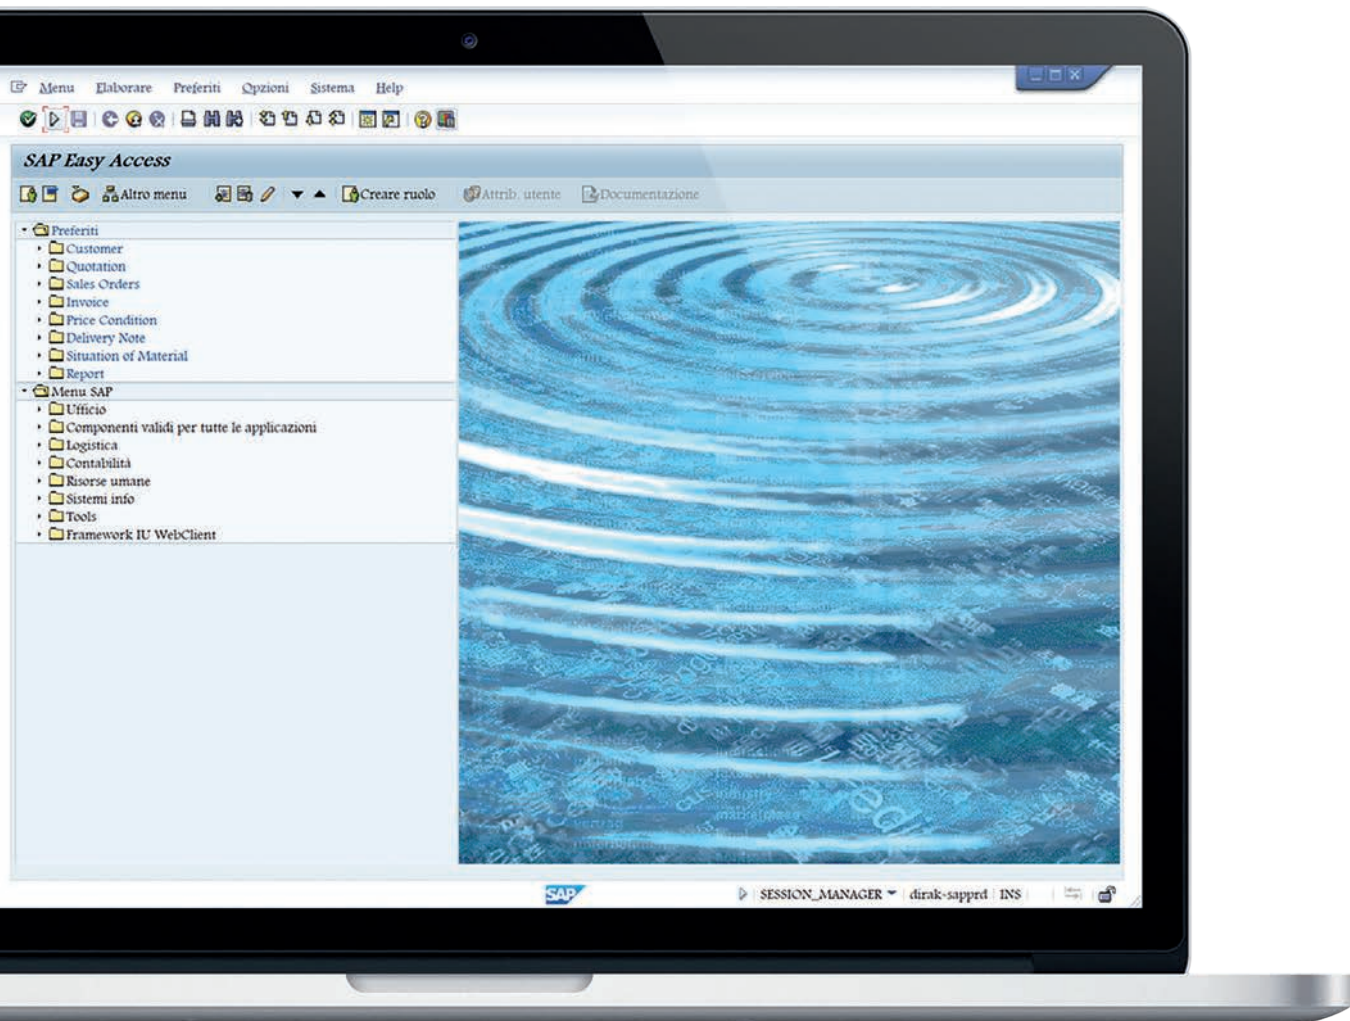 Menu Elaborare Preferiti Opzioni Sistema Help
SAP Easy Access
Altro menu Creare ruolo Attrib. utente Documentazione
Preferiti
Customer
Quotation
Sales Orders
Invoice
Price Condition
Delivery Note
Situation of Material
Report
Menu SAP
Ufficio
Componenti validi per tutte le applicazioni
Logistica
Contabilità
Risorse umane
Sistemi info
Tools
Framework IU WebClient
SAP SESSION_MANAGER dirak-sapprd INS